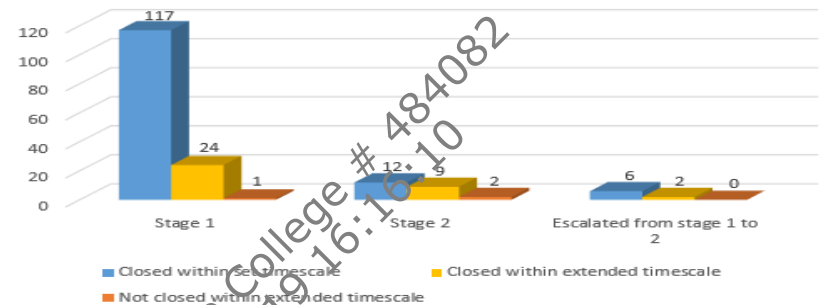 117
120
100
80
60
40
20
0
24
1
12
9
2
6
2
0
Stage 1
Stage 2
Escalated from stage 1 to
2
Closed within set timescale
Closed within extended timescale
Not closed within extended timescale
College # 484082
9 16:16:10